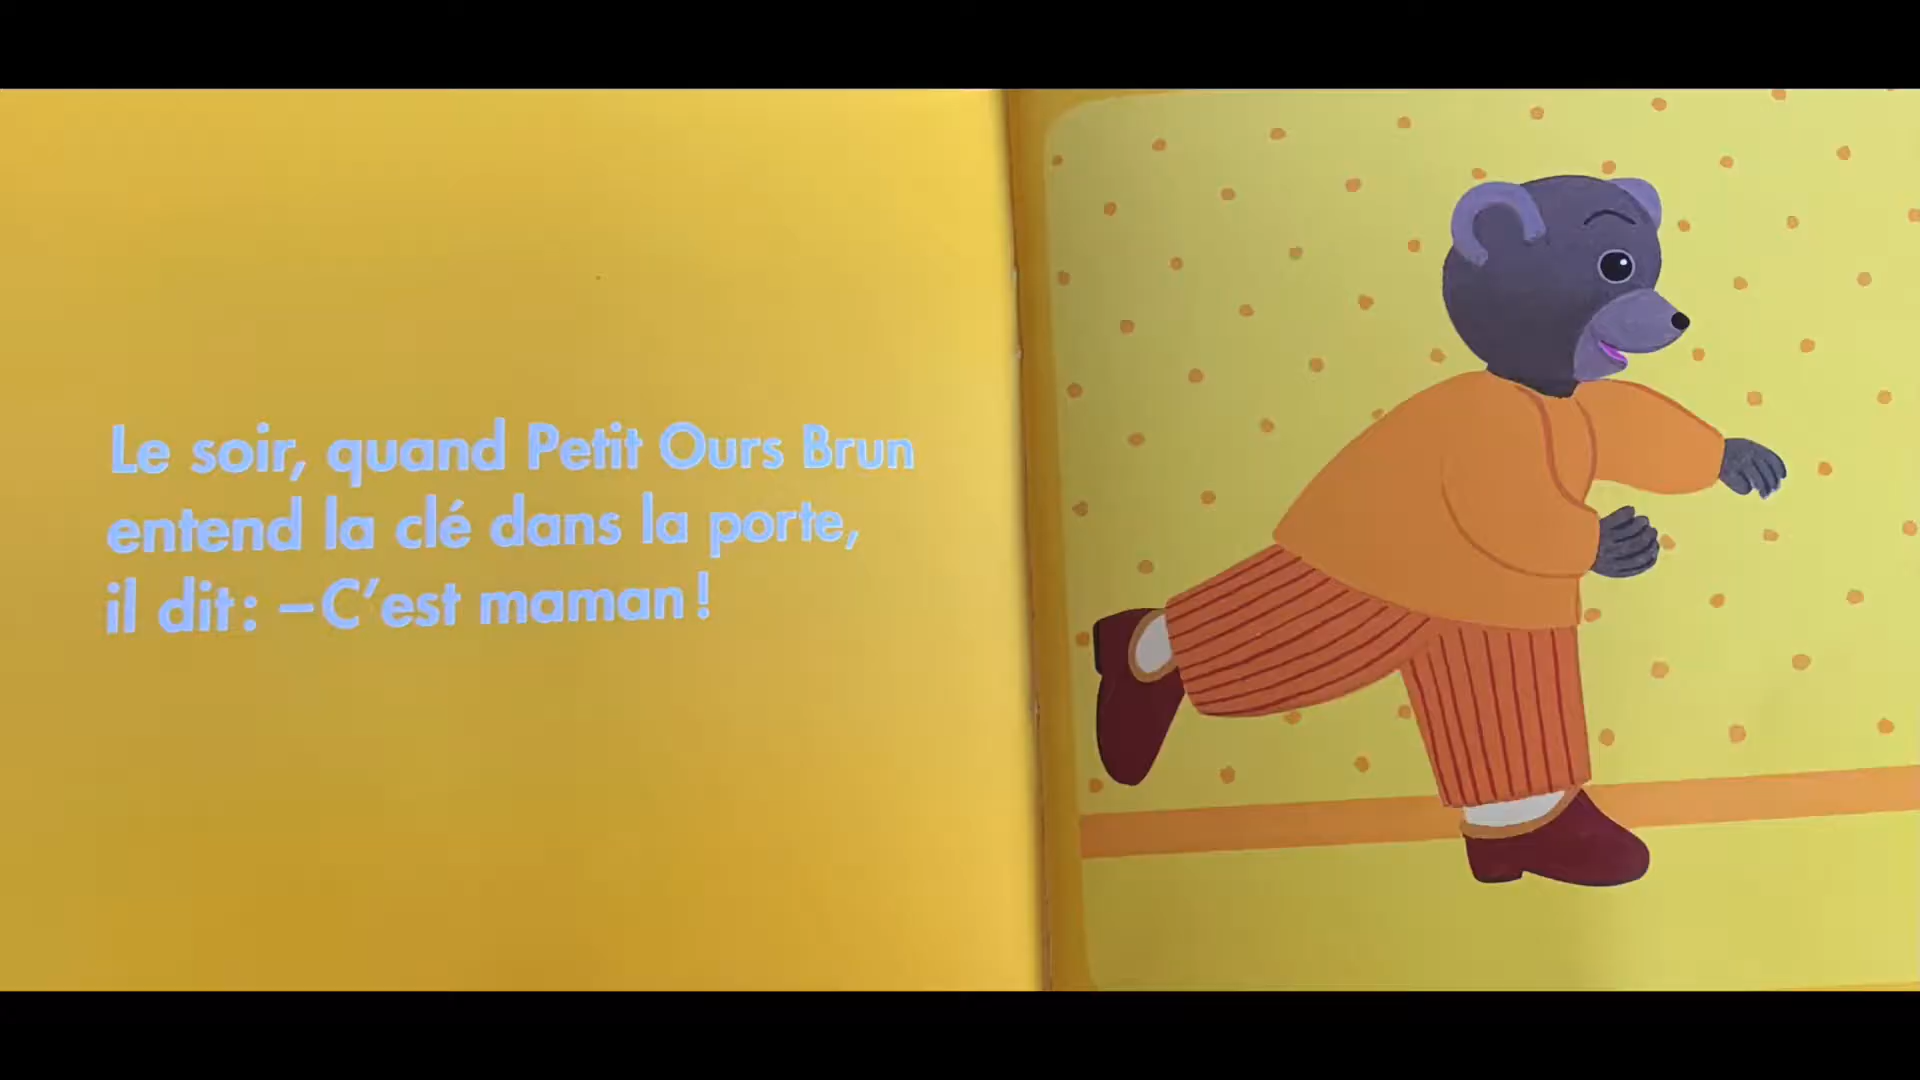 Le soir, quand Petit Ours Brun
entend la clé dans la porte,
il dit: –C'est maman!